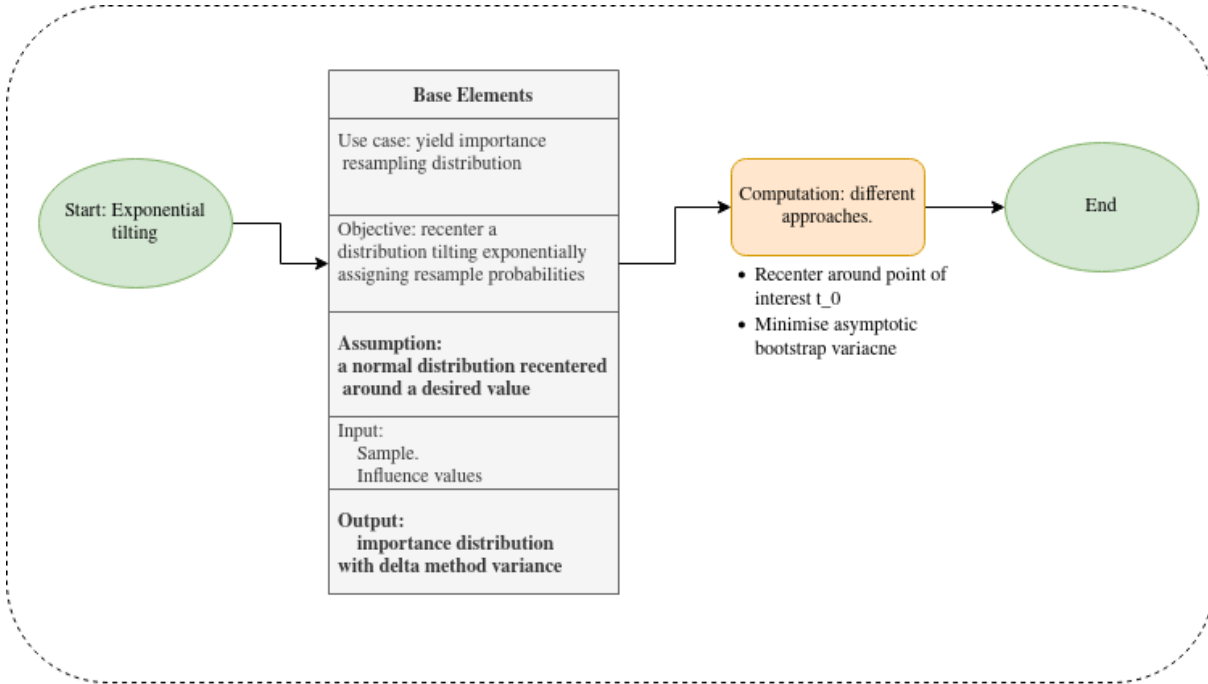 Start: Exponential
tilting
Base Elements
Use case: yield importance
resampling distribution
Objective: recenter a
distribution tilting exponentially
assigning resample probabilities
Assumption:
a normal distribution recentered
around a desired value
Input:
Sample.
Influence values
Output:
importance distribution
with delta method variance
Computation: different
approaches.
• Recenter around point of
interest t_0
• Minimise asymptotic
bootstrap variacne
End